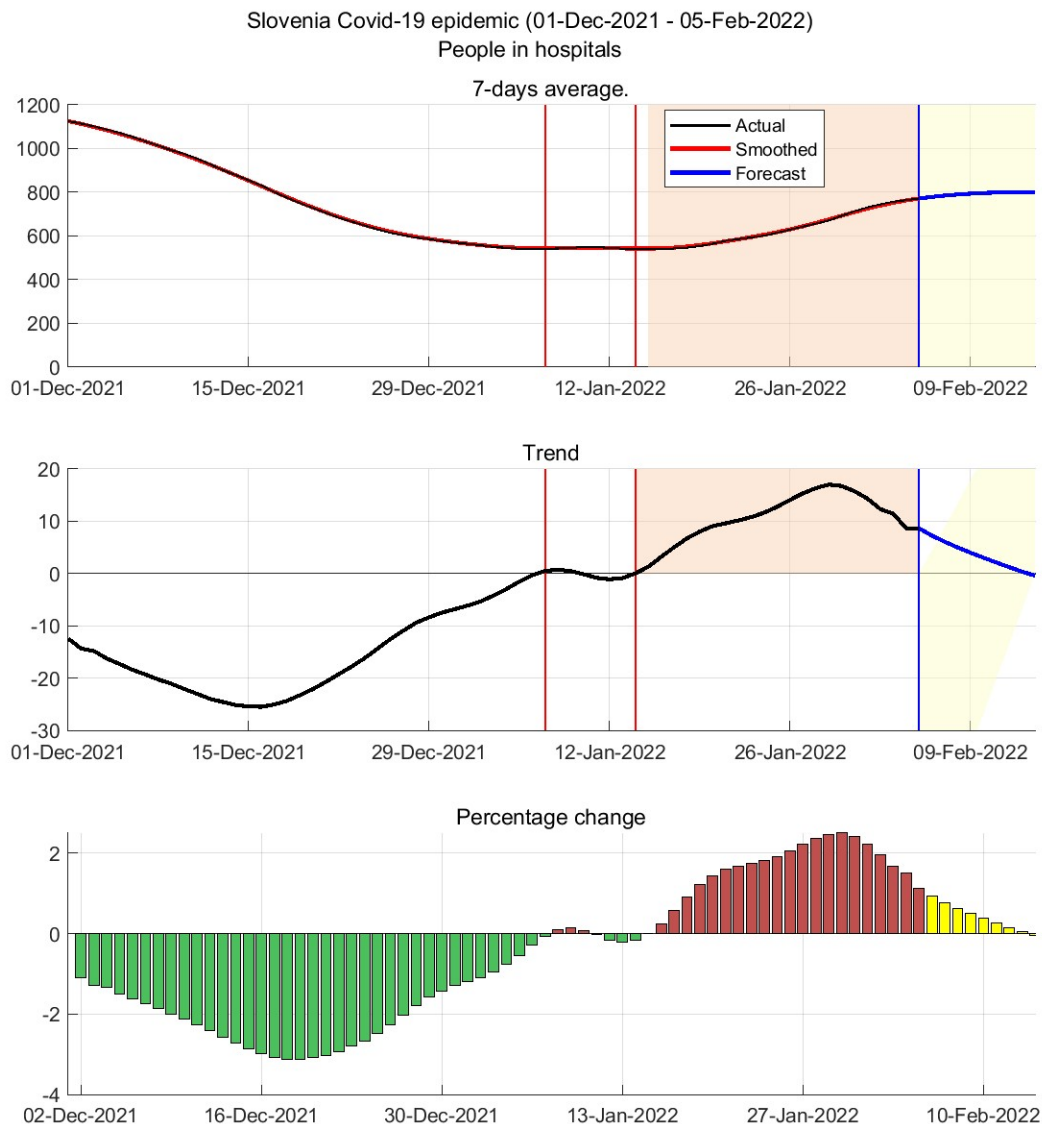 Slovenia Covid-19 epidemic (01-Dec-2021 - 05-Feb-2022)
People in hospitals
7-days average.
1200
1000
800
600
400
200
0
Actual
Smoothed
Forecast
01-Dec-2021 15-Dec-2021 29-Dec-2021 12-Jan-2022 26-Jan-2022 09-Feb-2022
Trend
20
10
0
-10
-20
-30
01-Dec-2021 15-Dec-2021 29-Dec-2021 12-Jan-2022 26-Jan-2022 09-Feb-2022
Percentage change
2
0
-2
-4
02-Dec-2021 16-Dec-2021 30-Dec-2021 13-Jan-2022 27-Jan-2022 10-Feb-2022